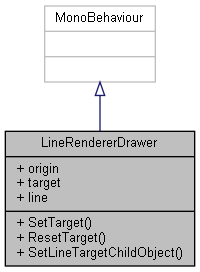 MonoBehaviour
LineRendererDrawer
+ origin
+ target
+ line
+ SetTarget()
+ ResetTarget()
+ SetLineTargetChildObject()